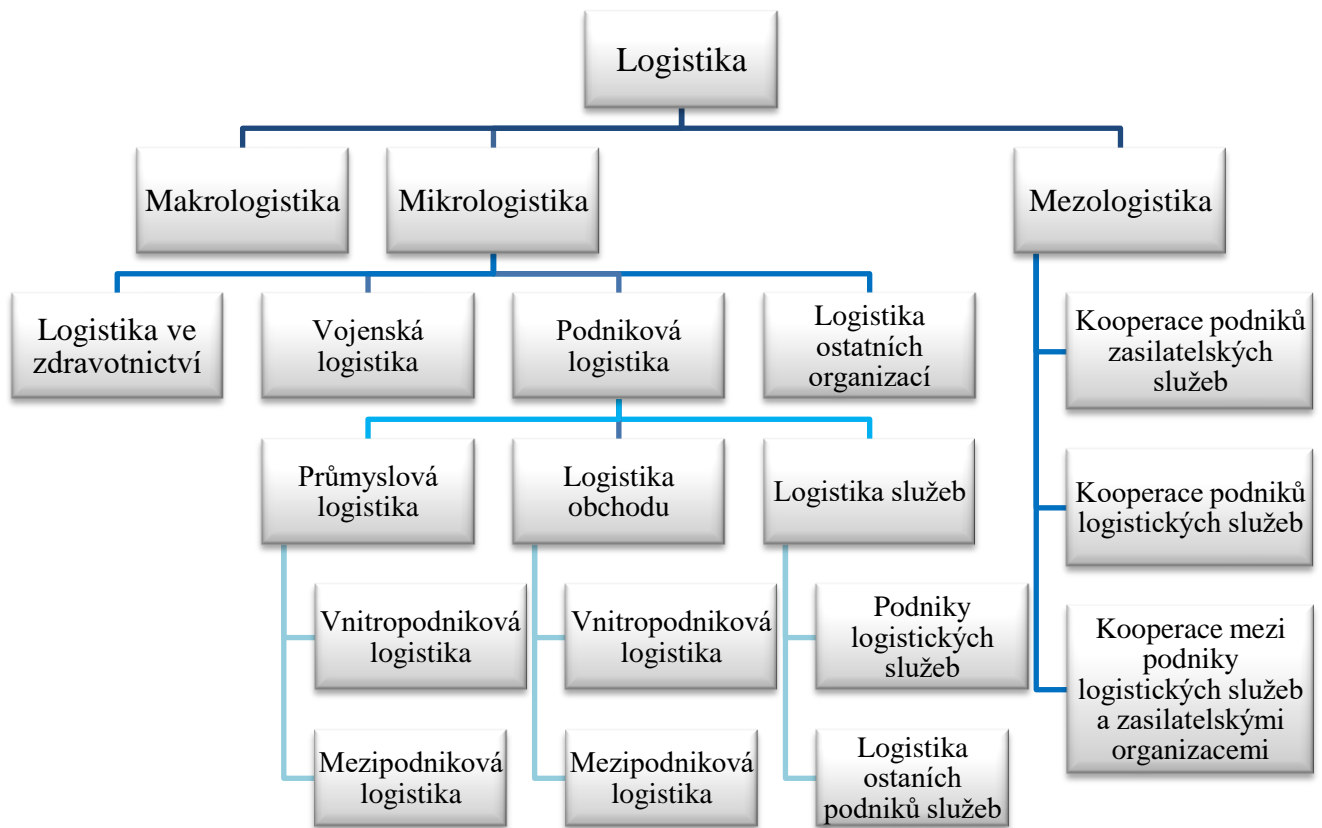 Logistika
Makrologistika
Mikrologistika
Mezologistika
Logistika ve
zdravotnictví
Vojenská
logistika
Podniková
logistika
Logistika
ostatních
organizací
Kooperace podniků
zasilatelských
služeb
Průmyslová
logistika
Logistika
obchodu
Logistika služeb
Kooperace podniků
logistických služeb
Vnitropodniková
logistika
Vnitropodniková
logistika
Podniky
logistických
služeb
Kooperace mezi
podniky
logistických služeb
a zasilatelskými
organizacemi
Mezipodniková
logistika
Mezipodniková
logistika
Logistika
ostaních
podniků služeb